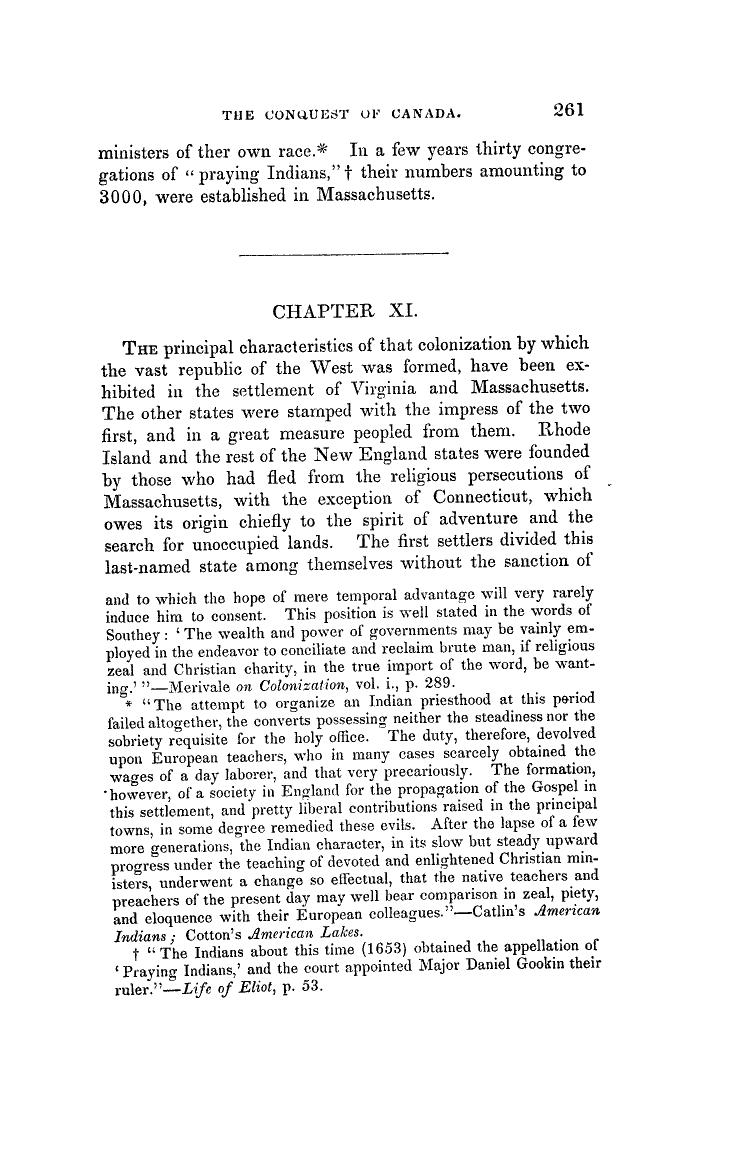 THE CONQUEST OF CANADA. 261
ministers of ther own race.* In a few years thirty congre-
gations of “praying Indians,”† their numbers amounting to
3000, were established in Massachusetts.
CHAPTER XI.
THE principal characteristics of that colonization by which
the vast republic of the West was formed, have been ex-
hibited in the settlement of Virginia and Massachusetts.
The other states were stamped with the impress of the two
first, and in a great measure peopled from them. Rhode
Island and the rest of the New England states were founded
by those who had fled from the religious persecutions of
Massachusetts, with the exception of Connecticut, which
owes its origin chiefly to the spirit of adventure and the
search for unoccupied lands. The first settlers divided this
last-named state among themselves without the sanction of
and to which the hope of mere temporal advantage will very rarely
induce him to consent. This position is well stated in the words of
Southey: ‘The wealth and power of governments may be vainly em-
ployed in the endeavor to conciliate and reclaim brute man, if religious
zeal and Christian charity, in the true import of the word, be want-
ing.’”—Merivale on Colonization, vol. i., p. 289.
* “The attempt to organize an Indian priesthood at this period
failed altogether, the converts possessing neither the steadiness nor the
sobriety requisite for the holy office. The duty, therefore, devolved
upon European teachers, who in many cases scarcely obtained the
wages of a day laborer, and that very precariously. The formation,
however, of a society in England for the propagation of the Gospel in
this settlement, and pretty liberal contributions raised in the principal
towns, in some degree remedied these evils. After the lapse of a few
more generations, the Indian character, in its slow but steady upward
progress under the teaching of devoted and enlightened Christian min-
isters, underwent a change so effectual, that the native teachers and
preachers of the present day may well bear comparison in zeal, piety,
and eloquence with their European colleagues.”—Catlin's American
Indians; Cotton's American Lakes.
† “The Indians about this time (1653) obtained the appellation of
‘Praying Indians,’ and the court appointed Major Daniel Gookin their
ruler.”—Life of Eliot, p. 53.